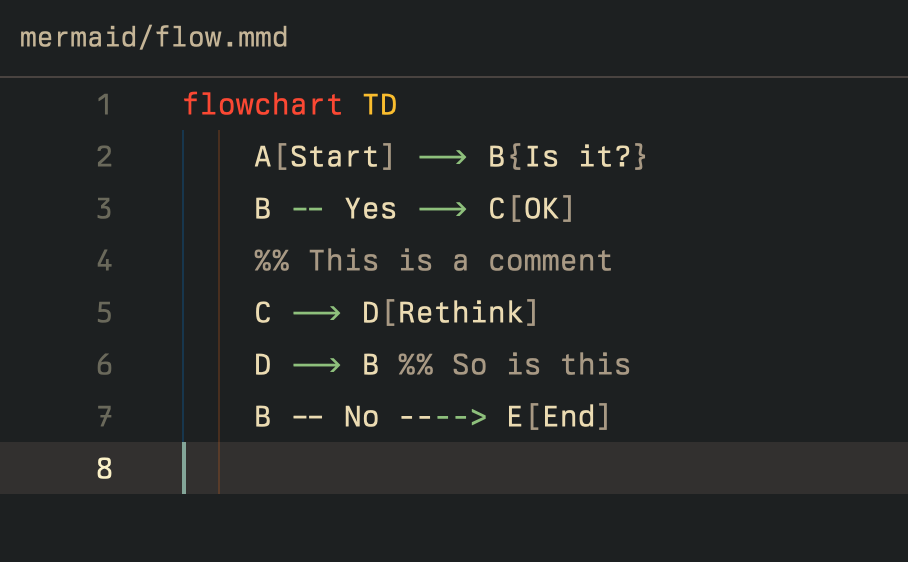 mermaid/flow.mmd
1 flowchart TD
2 A[Start] --> B{Is it?}
3 B -- Yes --> C[OK]
4 %% This is a comment
5 C --> D[Rethink]
6 D --> B %% So is this
7 B -- No ----> E[End]
8